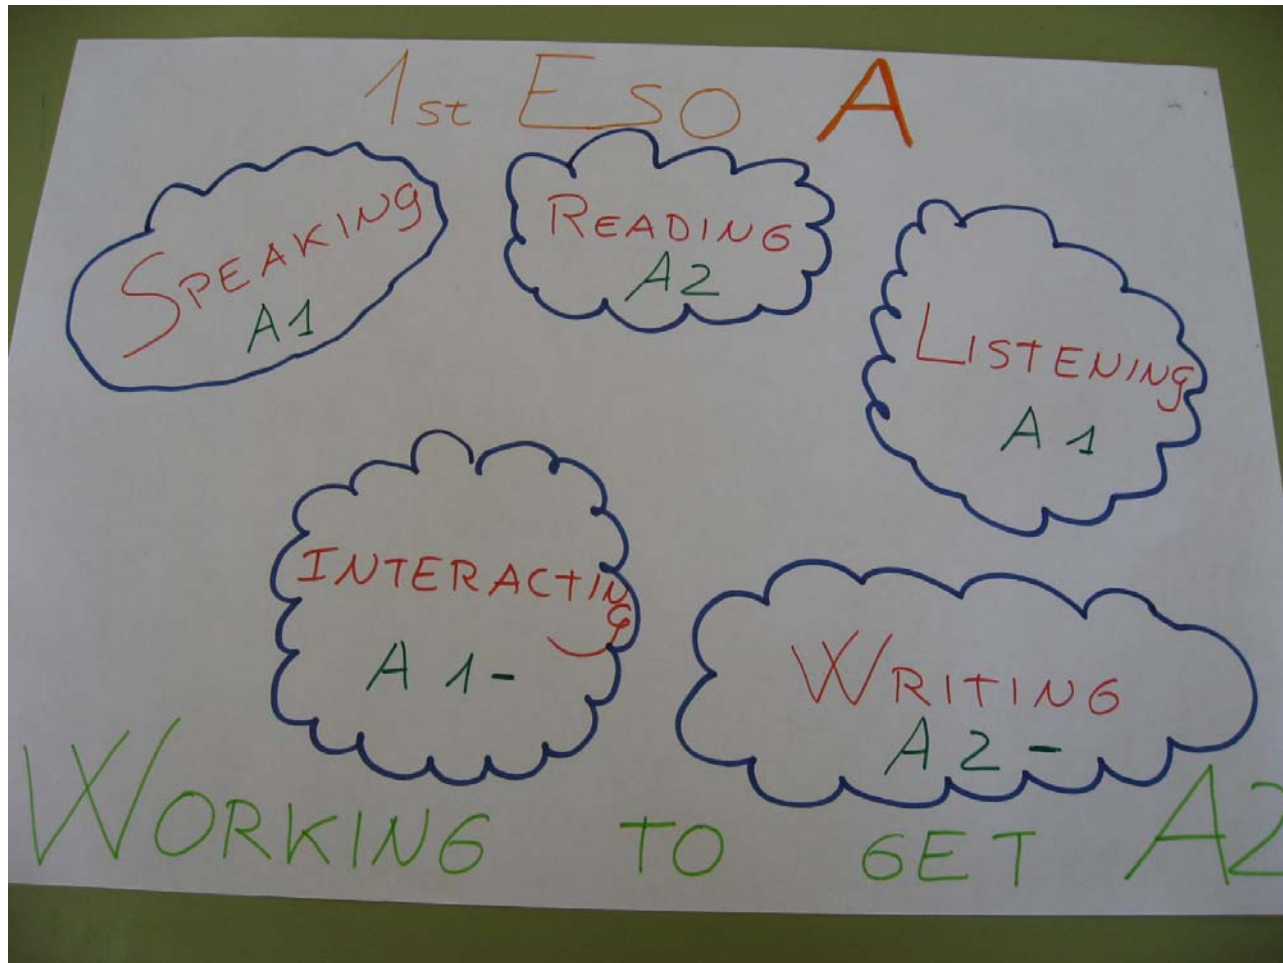 1st ESO A
SPEAKING
A1
READING
A2
LISTENING
A1
INTERACTING
A1-
WRITING
A2-
WORKING TO GET A2